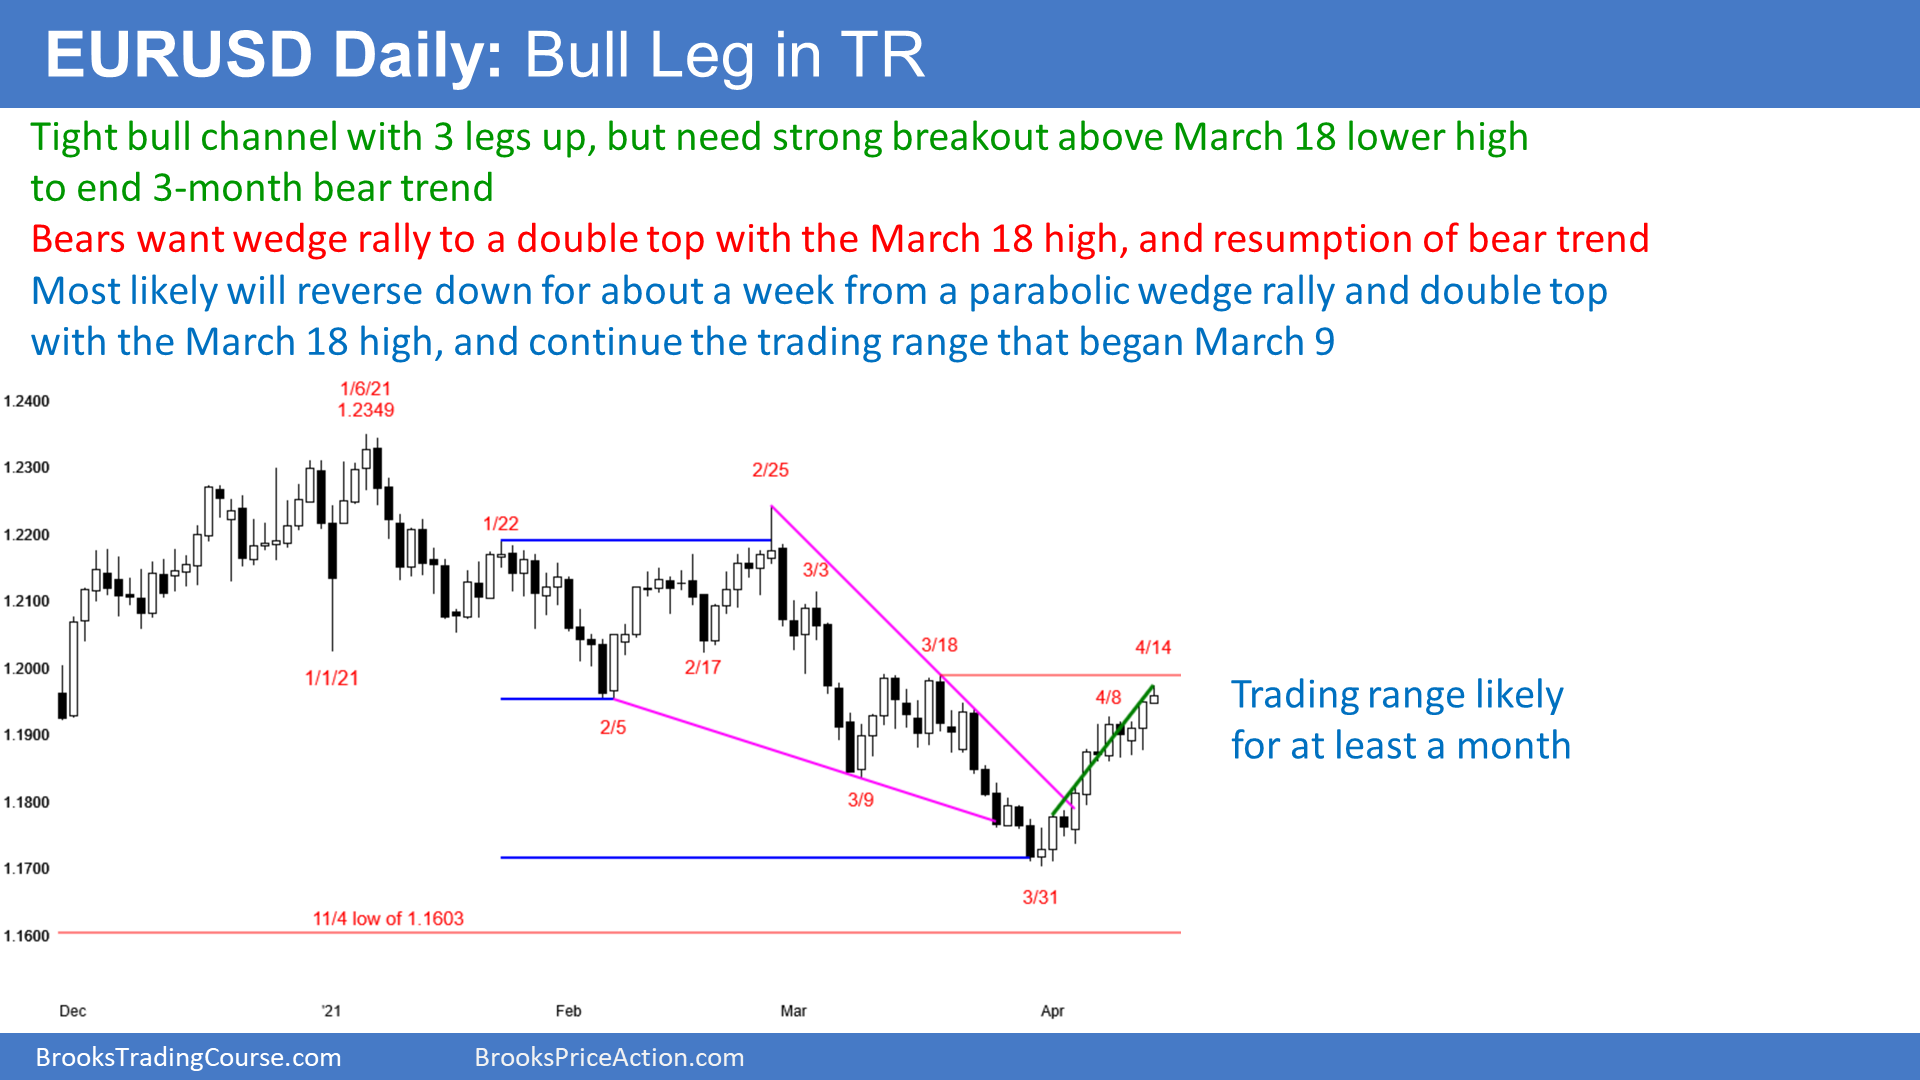 EURUSD Daily: Bull Leg in TR
Tight bull channel with 3 legs up, but need strong breakout above March 18 lower high
to end 3-month bear trend
Bears want wedge rally to a double top with the March 18 high, and resumption of bear trend
Most likely will reverse down for about a week from a parabolic wedge rally and double top
with the March 18 high, and continue the trading range that began March 9
1/6/21
1.2349
1.2400
1.2300
1.2200
1.2100
1.2000
1.1900
1.1800
1.1700
1.1600
1/1/21
1/22
2/5
2/17
2/25
3/3
3/9
3/18
3/31
4/8
4/14
11/4 low of 1.1603
Trading range likely
for at least a month
Dec
'21
Feb
Mar
Apr
BrooksTradingCourse.com
BrooksPriceAction.com